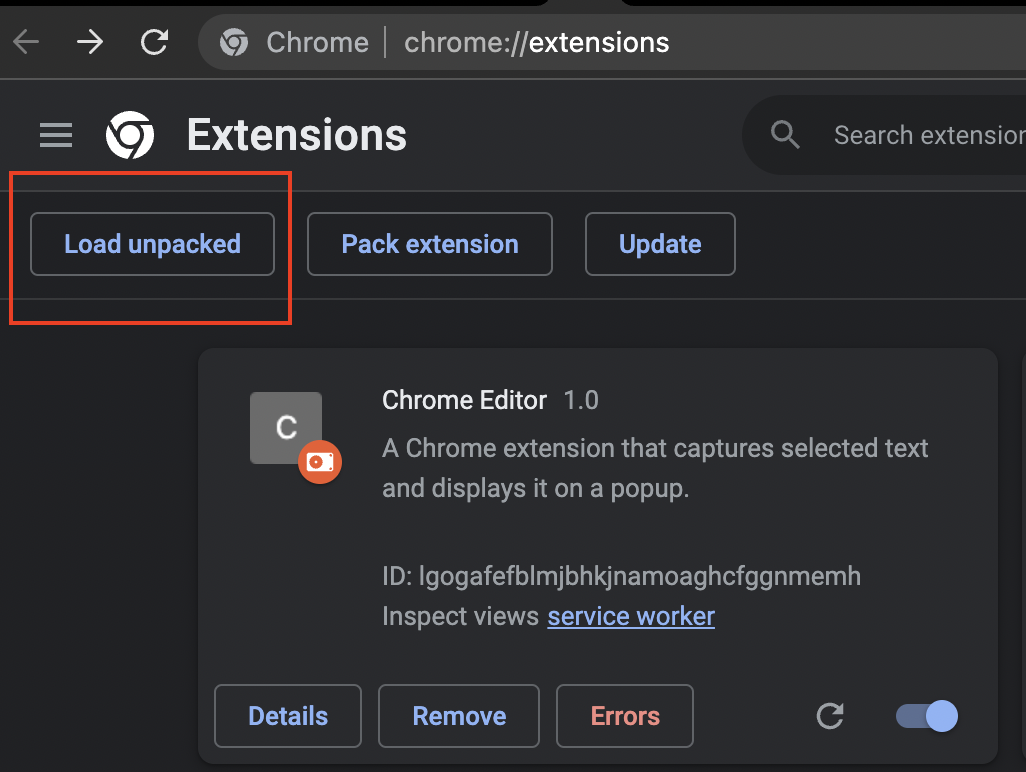 Chrome chrome://extensions
Extensions
Search extension
Load unpacked Pack extension Update
C
Chrome Editor 1.0
A Chrome extension that captures selected text
and displays it on a popup.
ID: lgogafefblmjbhkjnamoaghcfggnmemh
Inspect views service worker
Details Remove Errors